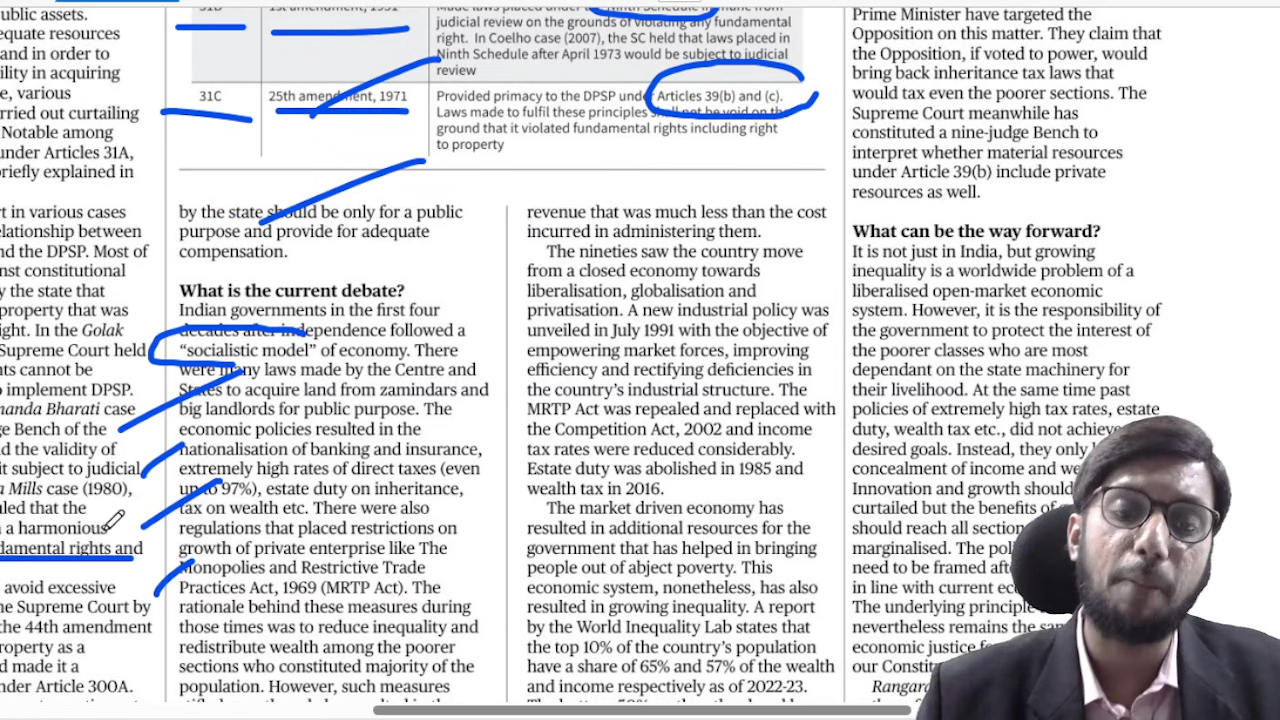 ublic assets.
equate resources
and in order to
ility in acquiring
e, various
rried out curtailing
Notable among
under Articles 31A,
briefly explained in
rt in various cases
elationship between
nd the DPSP. Most of
nst constitutional
y the state that
property that was
ight. In the Golak
Supreme Court held
nts cannot be
o implement DPSP.
nanda Bharati case
ge Bench of the
d the validity of
it subject to judicial
a Mills case (1980),
uled that the
n a harmonious
damental rights and
avoid excessive
he Supreme Court by
the 44th amendment
roperty as a
d made it a
nder Article 300A.
31B
1st amendment, 1951
Made laws placed under the Ninth Schedule immune from
judicial review on the grounds of violating any fundamental
right. In Coelho case (2007), the SC held that laws placed in
Ninth Schedule after April 1973 would be subject to judicial
review
31C
25th amendment, 1971
Provided primacy to the DPSP under Articles 39(b) and (c).
Laws made to fulfil these principles shall not be void on the
ground that it violated fundamental rights including right
to property
by the state should be only for a public
purpose and provide for adequate
compensation.
What is the current debate?
Indian governments in the first four
decades after independence followed a
“socialistic model” of economy. There
were many laws made by the Centre and
States to acquire land from zamindars and
big landlords for public purpose. The
economic policies resulted in the
nationalisation of banking and insurance,
extremely high rates of direct taxes (even
up to 97%), estate duty on inheritance,
tax on wealth etc. There were also
regulations that placed restrictions on
growth of private enterprise like The
Monopolies and Restrictive Trade
Practices Act, 1969 (MRTP Act). The
rationale behind these measures during
those times was to reduce inequality and
redistribute wealth among the poorer
sections who constituted majority of the
population. However, such measures
revenue that was much less than the cost
incurred in administering them.
The nineties saw the country move
from a closed economy towards
liberalisation, globalisation and
privatisation. A new industrial policy was
unveiled in July 1991 with the objective of
empowering market forces, improving
efficiency and rectifying deficiencies in
the country’s industrial structure. The
MRTP Act was repealed and replaced with
the Competition Act, 2002 and income
tax rates were reduced considerably.
Estate duty was abolished in 1985 and
wealth tax in 2016.
The market driven economy has
resulted in additional resources for the
government that has helped in bringing
people out of abject poverty. This
economic system, nonetheless, has also
resulted in growing inequality. A report
by the World Inequality Lab states that
the top 10% of the country’s population
have a share of 65% and 57% of the wealth
and income respectively as of 2022-23.
Prime Minister have targeted the
Opposition on this matter. They claim that
the Opposition, if voted to power, would
bring back inheritance tax laws that
would tax even the poorer sections. The
Supreme Court meanwhile has
constituted a nine-judge Bench to
interpret whether material resources
under Article 39(b) include private
resources as well.
What can be the way forward?
It is not just in India, but growing
inequality is a worldwide problem of a
liberalised open-market economic
system. However, it is the responsibility of
the government to protect the interest of
the poorer classes who are most
dependant on the state machinery for
their livelihood. At the same time past
policies of extremely high tax rates, estate
duty, wealth tax etc., did not achieve
desired goals. Instead, they only
concealment of income and we
Innovation and growth should
curtailed but the benefits of
should reach all section
marginalised. The pol
need to be framed aft
in line with current ec
The underlying principle
nevertheless remains the sam
economic justice fo
our Constit
Rangara